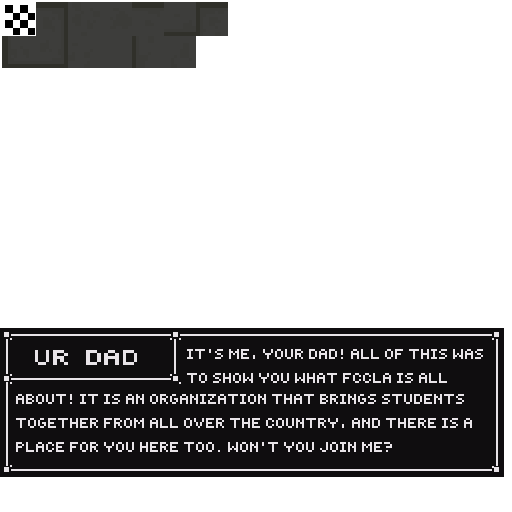 UR DAD
IT'S ME, YOUR DAD! ALL OF THIS WAS
TO SHOW YOU WHAT FCCLA IS ALL
ABOUT! IT IS AN ORGANIZATION THAT BRINGS STUDENTS
TOGETHER FROM ALL OVER THE COUNTRY, AND THERE IS A
PLACE FOR YOU HERE TOO. WON'T YOU JOIN ME?